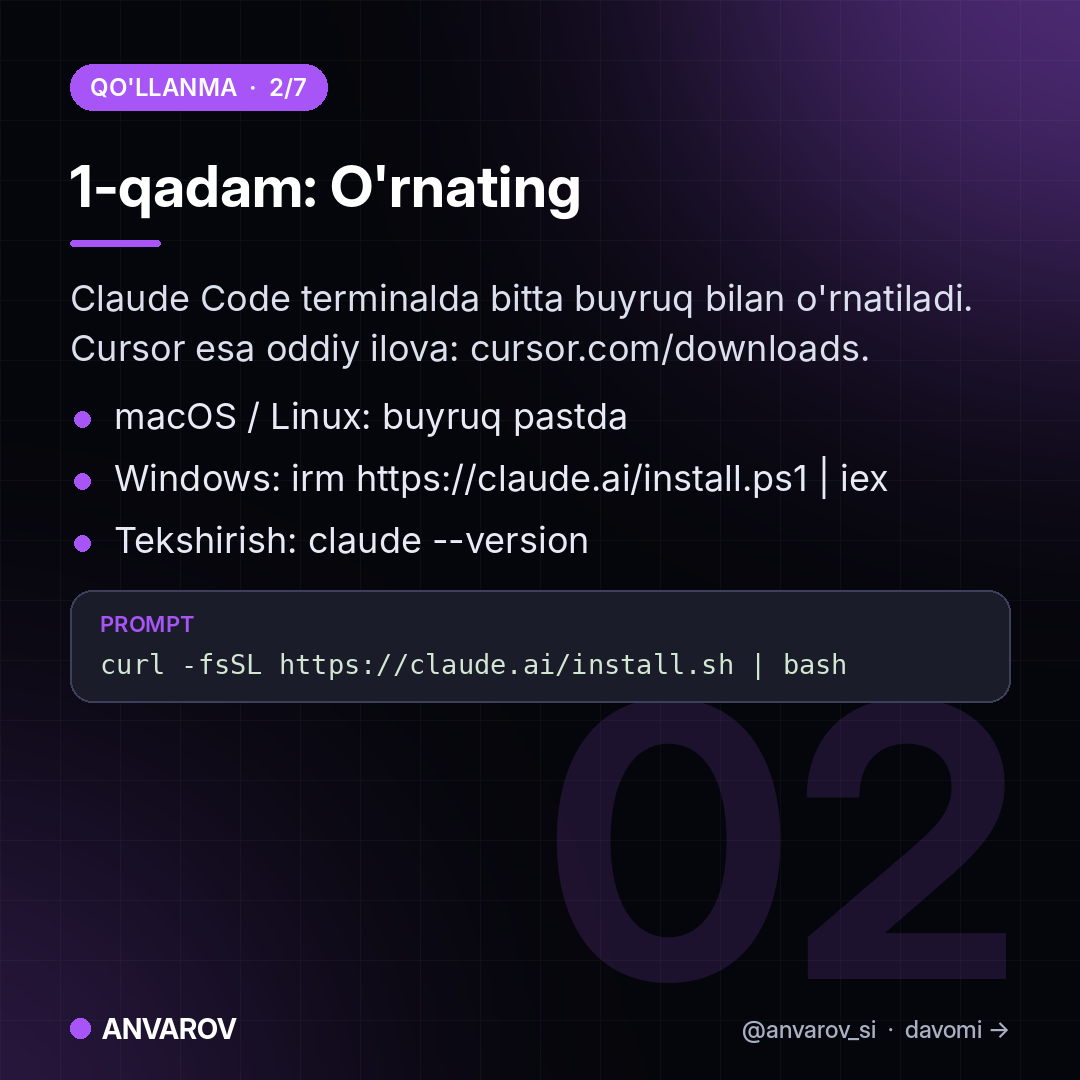 QO'LLANMA · 2/7
1-qadam: O'rnating
Claude Code terminalda bitta buyruq bilan o'rnatiladi.
Cursor esa oddiy ilova: cursor.com/downloads.
macOS / Linux: buyruq pastda
Windows: irm https://claude.ai/install.ps1 | iex
Tekshirish: claude --version
PROMPT
curl -fsSL https://claude.ai/install.sh | bash
02
ANVAROV
@anvarov_si · davomi →